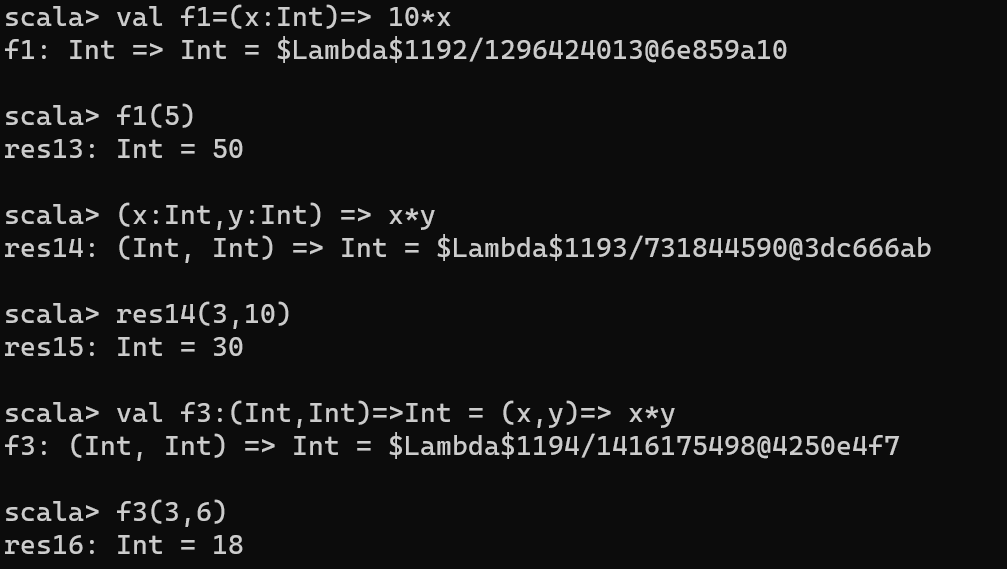 scala> val f1=(x:Int)=> 10*x
f1: Int => Int = $Lambda$1192/1296424013@6e859a10
scala> f1(5)
res13: Int = 50
scala> (x:Int,y:Int) => x*y
res14: (Int, Int) => Int = $Lambda$1193/731844590@3dc666ab
scala> res14(3,10)
res15: Int = 30
scala> val f3:(Int,Int)=>Int = (x,y)=> x*y
f3: (Int, Int) => Int = $Lambda$1194/1416175498@4250e4f7
scala> f3(3,6)
res16: Int = 18